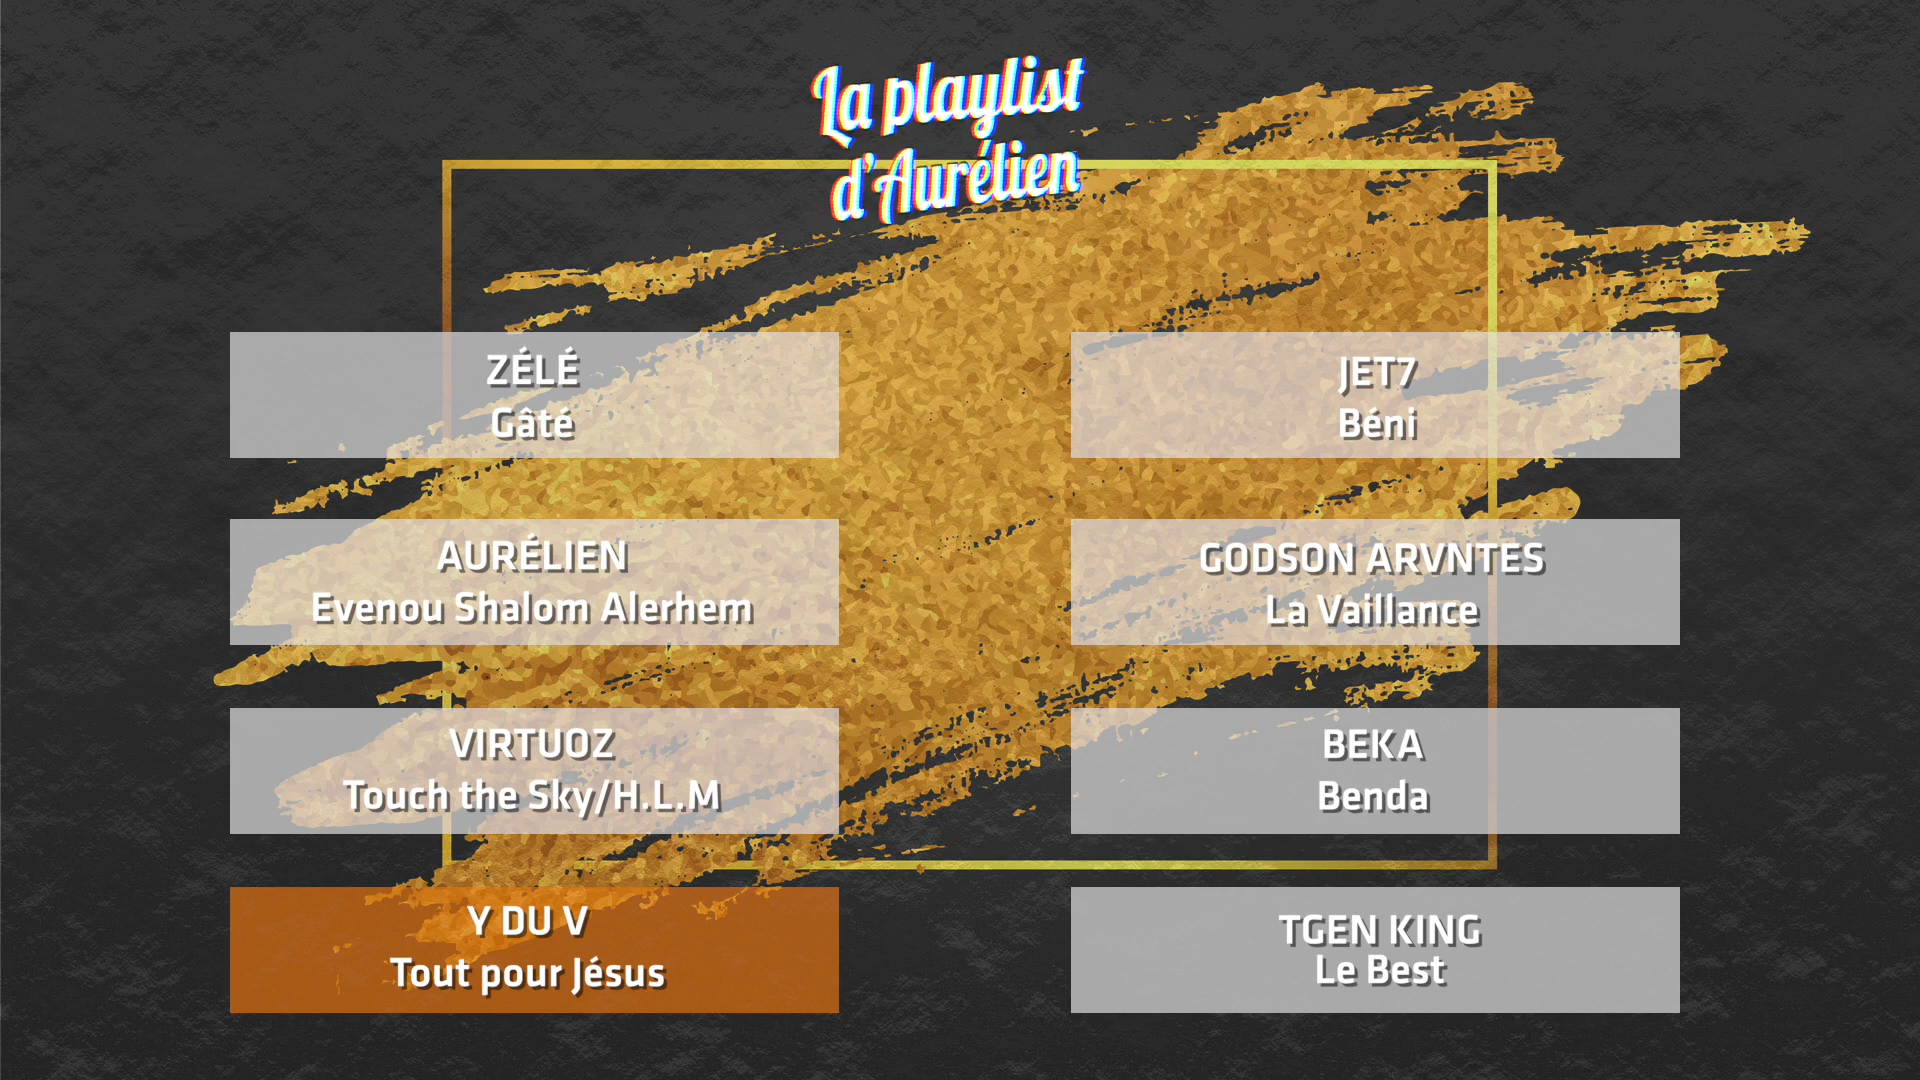 La playlist
d'Aurélien
ZÉLÉ
Gâté
JET7
Béni
AURÉLIEN
Evenou Shalom Alerhem
GODSON ARVNTES
La Vaillance
VIRTUOZ
Touch the Sky/H.L.M
BEKA
Benda
Y DU V
Tout pour Jésus
TGEN KING
Le Best